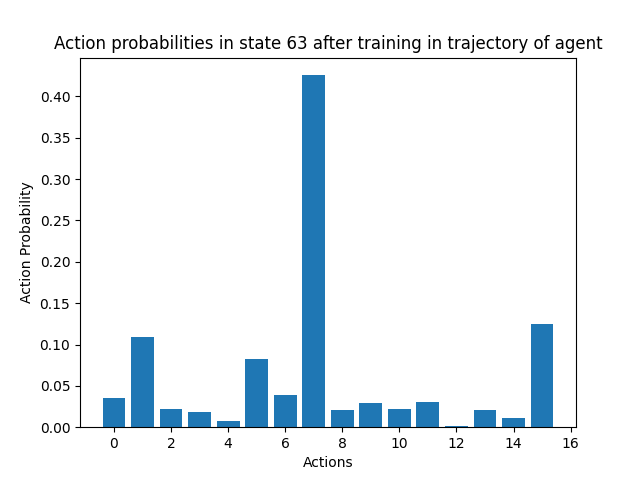 Action probabilities in state 63 after training in trajectory of agent
0.40
0.35
0.30
0.25
0.20
0.15
0.10
0.05
0.00
Action Probability
0 2 4 6 8 10 12 14 16
Actions